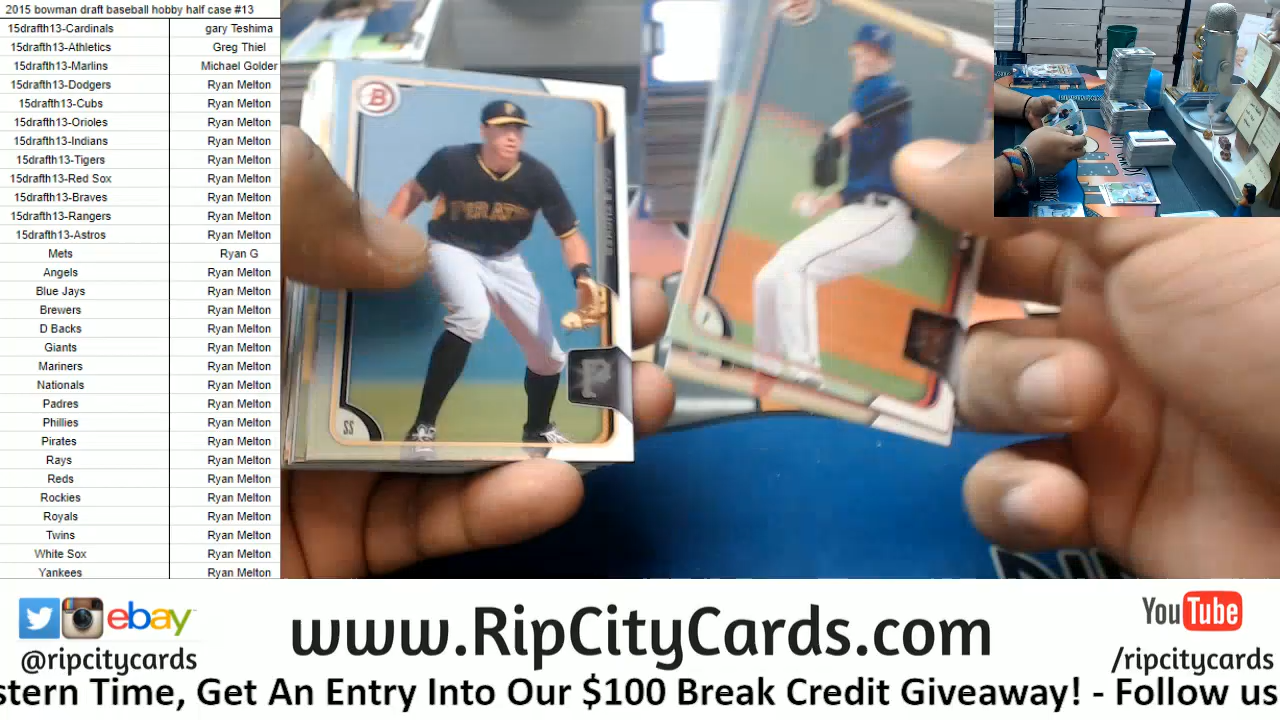 2015 bowman draft baseball hobby half case #13
15drafth13-Cardinals gary Teshima
15drafth13-Athletics Greg Thiel
15drafth13-Marlins Michael Golder
15drafth13-Dodgers Ryan Melton
15drafth13-Cubs Ryan Melton
15drafth13-Orioles Ryan Melton
15drafth13-Indians Ryan Melton
15drafth13-Tigers Ryan Melton
15drafth13-Red Sox Ryan Melton
15drafth13-Braves Ryan Melton
15drafth13-Rangers Ryan Melton
15drafth13-Astros Ryan Melton
Mets Ryan G
Angels Ryan Melton
Blue Jays Ryan Melton
Brewers Ryan Melton
D Backs Ryan Melton
Giants Ryan Melton
Mariners Ryan Melton
Nationals Ryan Melton
Padres Ryan Melton
Phillies Ryan Melton
Pirates Ryan Melton
Rays Ryan Melton
Reds Ryan Melton
Rockies Ryan Melton
Royals Ryan Melton
Twins Ryan Melton
White Sox Ryan Melton
Yankees Ryan Melton
B
PIRATES
COLE TUCKER
P
SS
ebay
@ripcitycards
www.RipCityCards.com
YouTube
/ripcitycards
stern Time, Get An Entry Into Our $100 Break Credit Giveaway! - Follow us